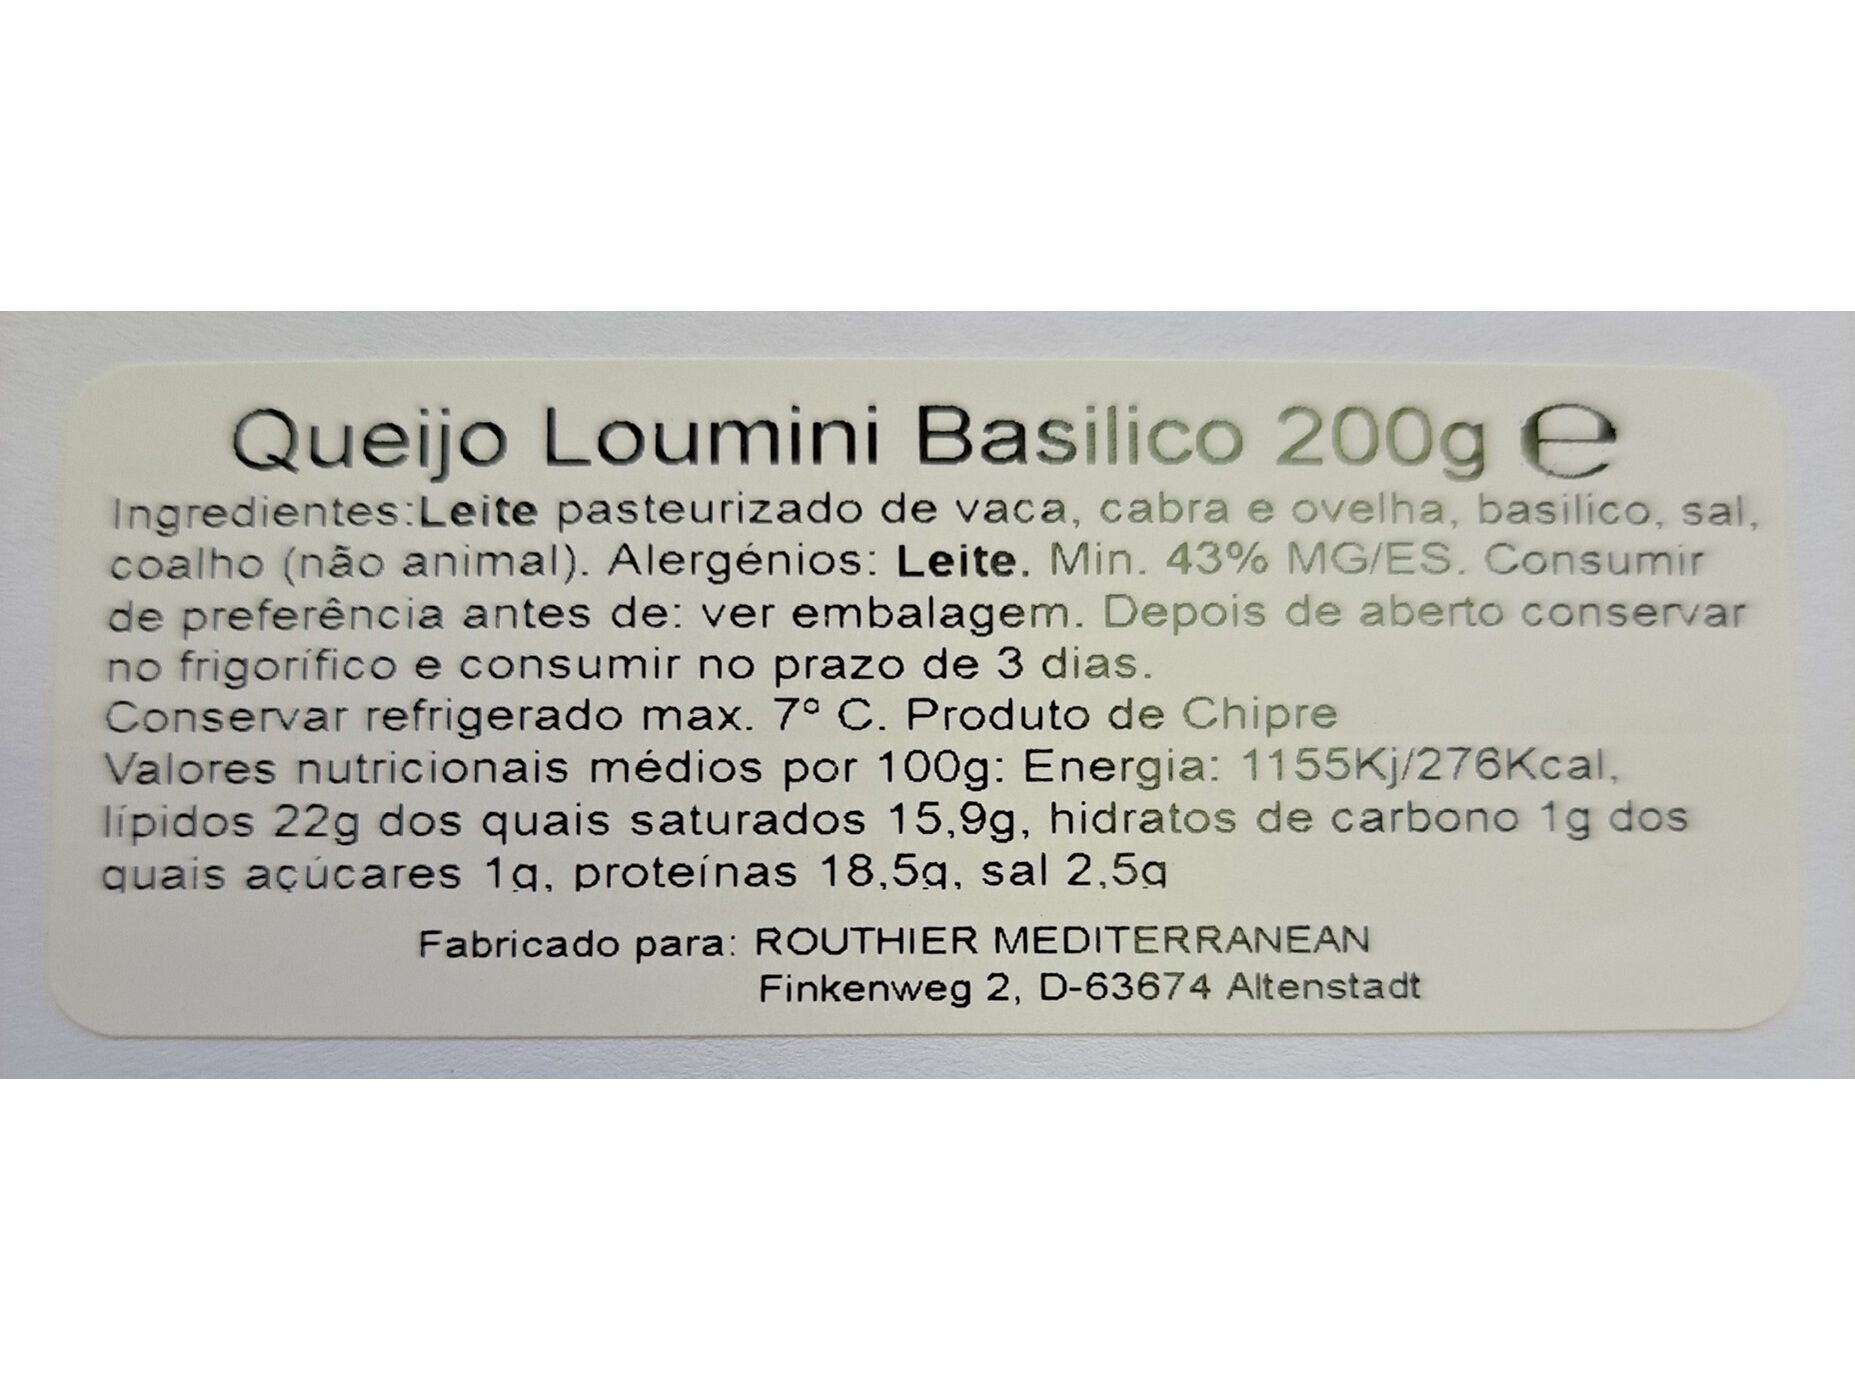 Queijo Loumini Basilico 200g ℮
Ingredientes:Leite pasteurizado de vaca, cabra e ovelha, basilico, sal,
coalho (não animal). Alergénios: Leite. Min. 43% MG/ES. Consumir
de preferência antes de: ver embalagem. Depois de aberto conservar
no frigorífico e consumir no prazo de 3 dias.
Conservar refrigerado max. 7º C. Produto de Chipre
Valores nutricionais médios por 100g: Energia: 1155Kj/276Kcal,
lípidos 22g dos quais saturados 15,9g, hidratos de carbono 1g dos
quais açúcares 1g, proteínas 18,5g, sal 2,5g
Fabricado para: ROUTHIER MEDITERRANEAN
Finkenweg 2, D-63674 Altenstadt